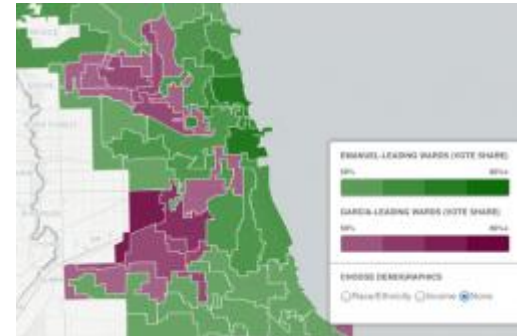 EMANUEL-LEADING WARDS (VOTE SHARE)
50% 80%+
GARCIA-LEADING WARDS (VOTE SHARE)
50% 80%+
CHOOSE DEMOGRAPHICS
Race/Ethnicity Income None